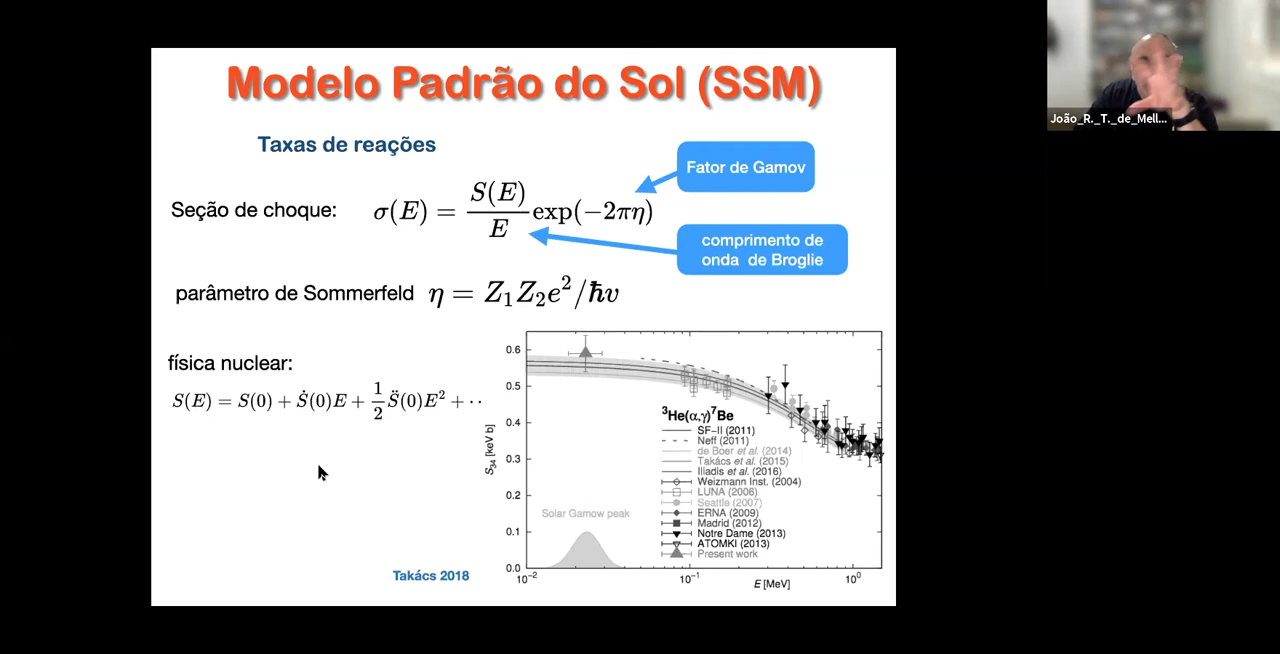 Modelo Padrão do Sol (SSM)
João_R._T._de_Mell...
Taxas de reações
Fator de Gamov
Seção de choque: σ(E) = S(E)/E exp(−2πη)
comprimento de
onda de Broglie
parâmetro de Sommerfeld η = Z₁Z₂e²/ℏv
física nuclear:
S(E) = S(0) + Ṡ(0)E + 1/2 S̈(0)E² + ··
0.6
0.5
0.4
0.3
0.2
0.1
0.0
S₃₄ [keV b]
³He(α,γ)⁷Be
SF-II (2011)
Neff (2011)
de Boer et al. (2014)
Takács et al. (2015)
Iliadis et al. (2016)
Weizmann Inst. (2004)
LUNA (2006)
Seattle (2007)
ERNA (2009)
Madrid (2012)
Notre Dame (2013)
ATOMKI (2013)
Present work
Solar Gamow peak
10⁻² 10⁻¹ 10⁰
E [MeV]
Takács 2018